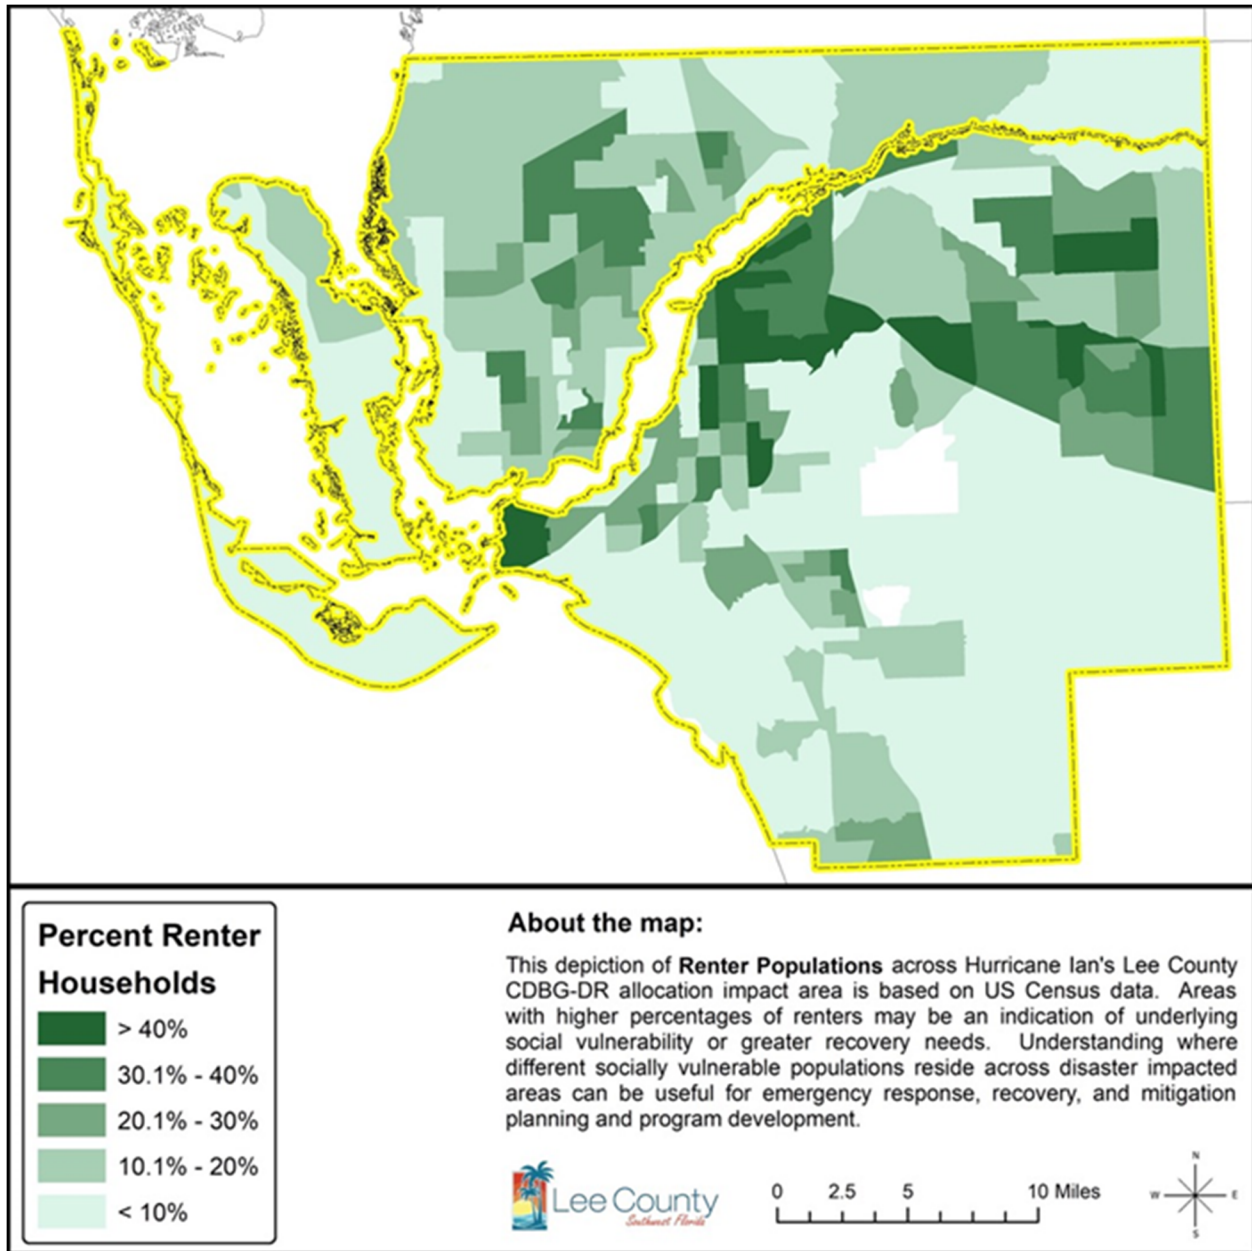 Percent Renter
Households
> 40%
30.1% - 40%
20.1% - 30%
10.1% - 20%
< 10%
About the map:
This depiction of Renter Populations across Hurricane Ian's Lee County
CDBG-DR allocation impact area is based on US Census data. Areas
with higher percentages of renters may be an indication of underlying
social vulnerability or greater recovery needs. Understanding where
different socially vulnerable populations reside across disaster impacted
areas can be useful for emergency response, recovery, and mitigation
planning and program development.
Lee County
Southwest Florida
0 2.5 5 10 Miles
N
W E
S